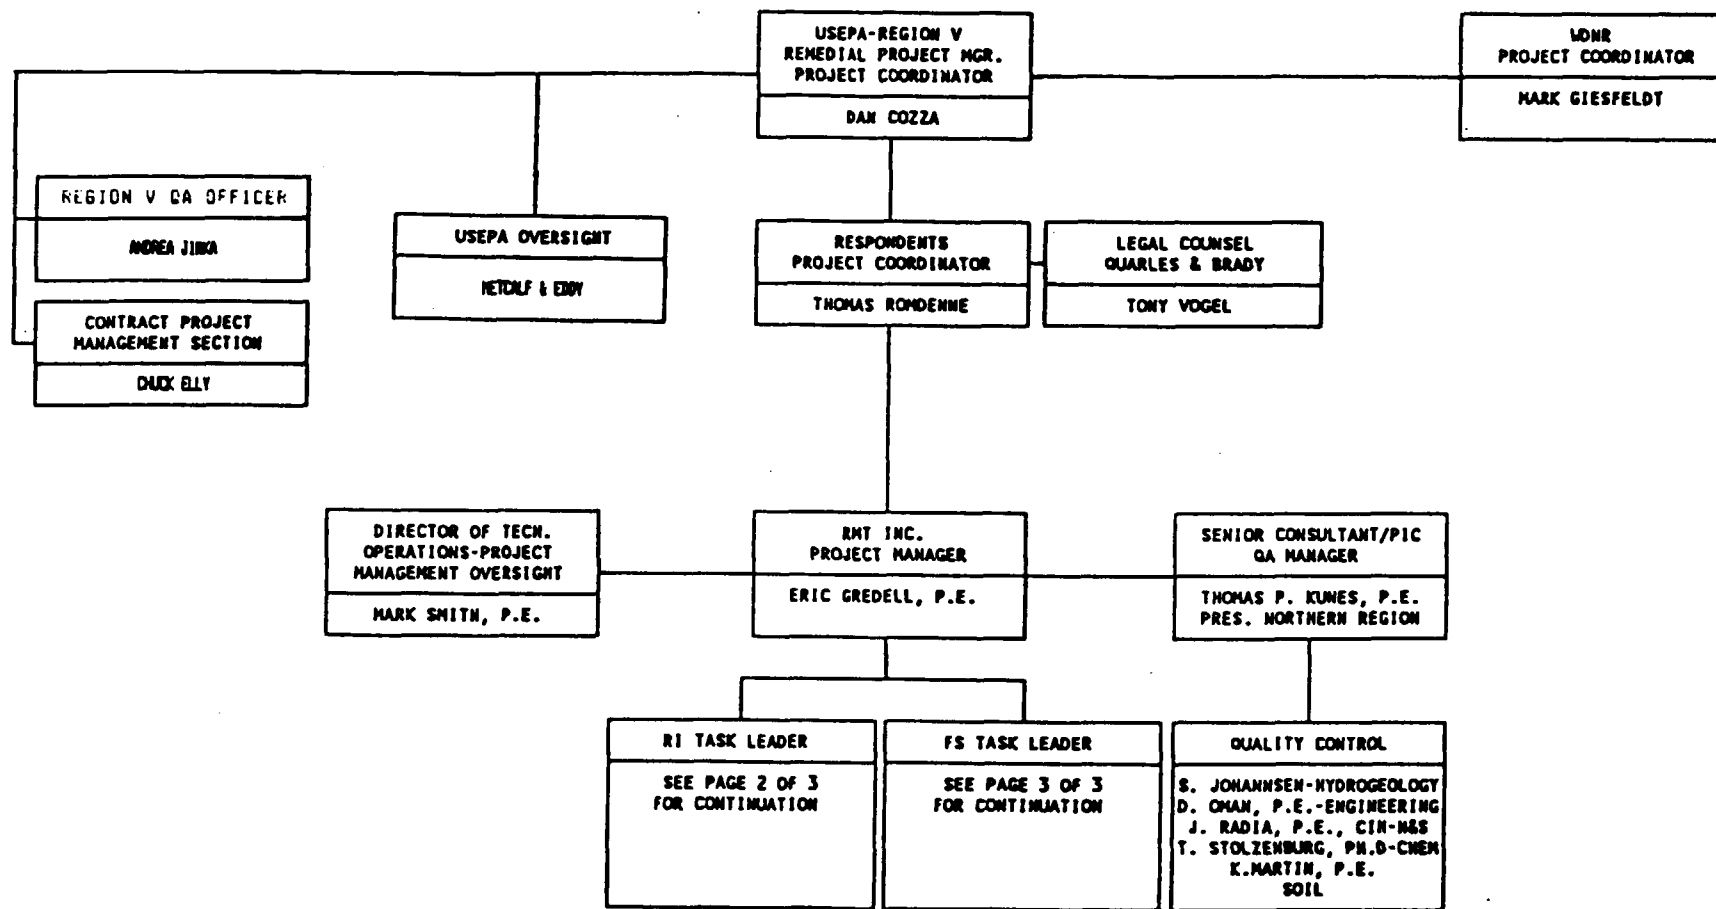 USEPA-REGION V
REMEDIAL PROJECT MGR.
PROJECT COORDINATOR
DAN COZZA
WDNR
PROJECT COORDINATOR
MARK GIESFELDT
REGION V QA OFFICER
ANDREA JIRKA
CONTRACT PROJECT
MANAGEMENT SECTION
CHUCK ELLY
USEPA OVERSIGHT
METCALF & EDDY
RESPONDENTS
PROJECT COORDINATOR
THOMAS ROMDENNE
LEGAL COUNSEL
QUARLES & BRADY
TONY VOGEL
DIRECTOR OF TECH.
OPERATIONS-PROJECT
MANAGEMENT OVERSIGHT
MARK SMITH, P.E.
RMT INC.
PROJECT MANAGER
ERIC GREDELL, P.E.
SENIOR CONSULTANT/PIC
QA MANAGER
THOMAS P. KUNES, P.E.
PRES. NORTHERN REGION
RI TASK LEADER
SEE PAGE 2 OF 3
FOR CONTINUATION
FS TASK LEADER
SEE PAGE 3 OF 3
FOR CONTINUATION
QUALITY CONTROL
S. JOHANNSEN-HYDROGEOLOGY
D. OMAN, P.E.-ENGINEERING
J. RADIA, P.E., CIH-H&S
T. STOLZENBURG, PH.D-CHEM
K.MARTIN, P.E.
SOIL